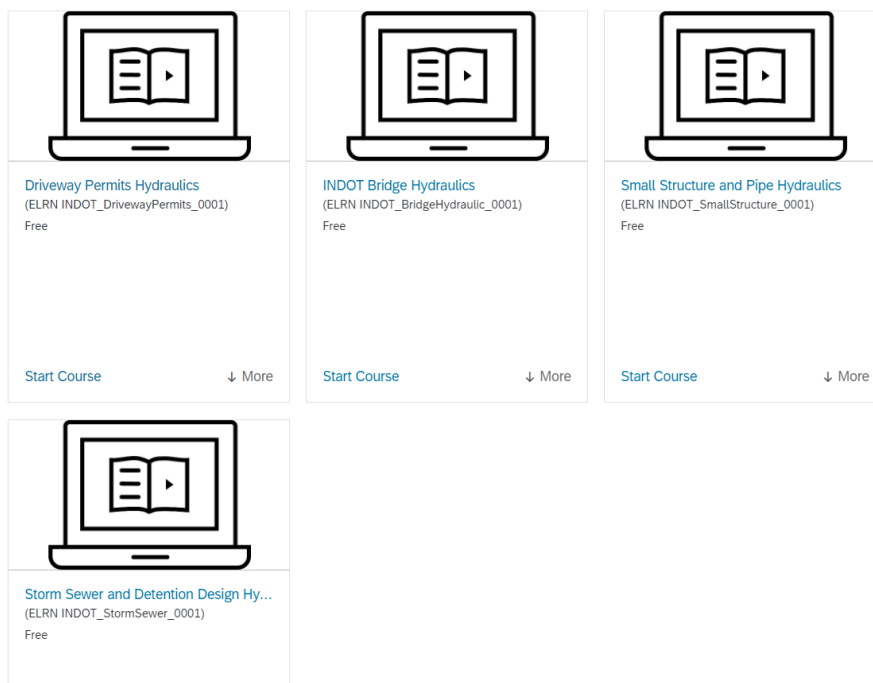 Driveway Permits Hydraulics
(ELRN INDOT_DrivewayPermits_0001)
Free
Start Course
↓ More
INDOT Bridge Hydraulics
(ELRN INDOT_BridgeHydraulic_0001)
Free
Start Course
↓ More
Small Structure and Pipe Hydraulics
(ELRN INDOT_SmallStructure_0001)
Free
Start Course
↓ More
Storm Sewer and Detention Design Hy...
(ELRN INDOT_StormSewer_0001)
Free